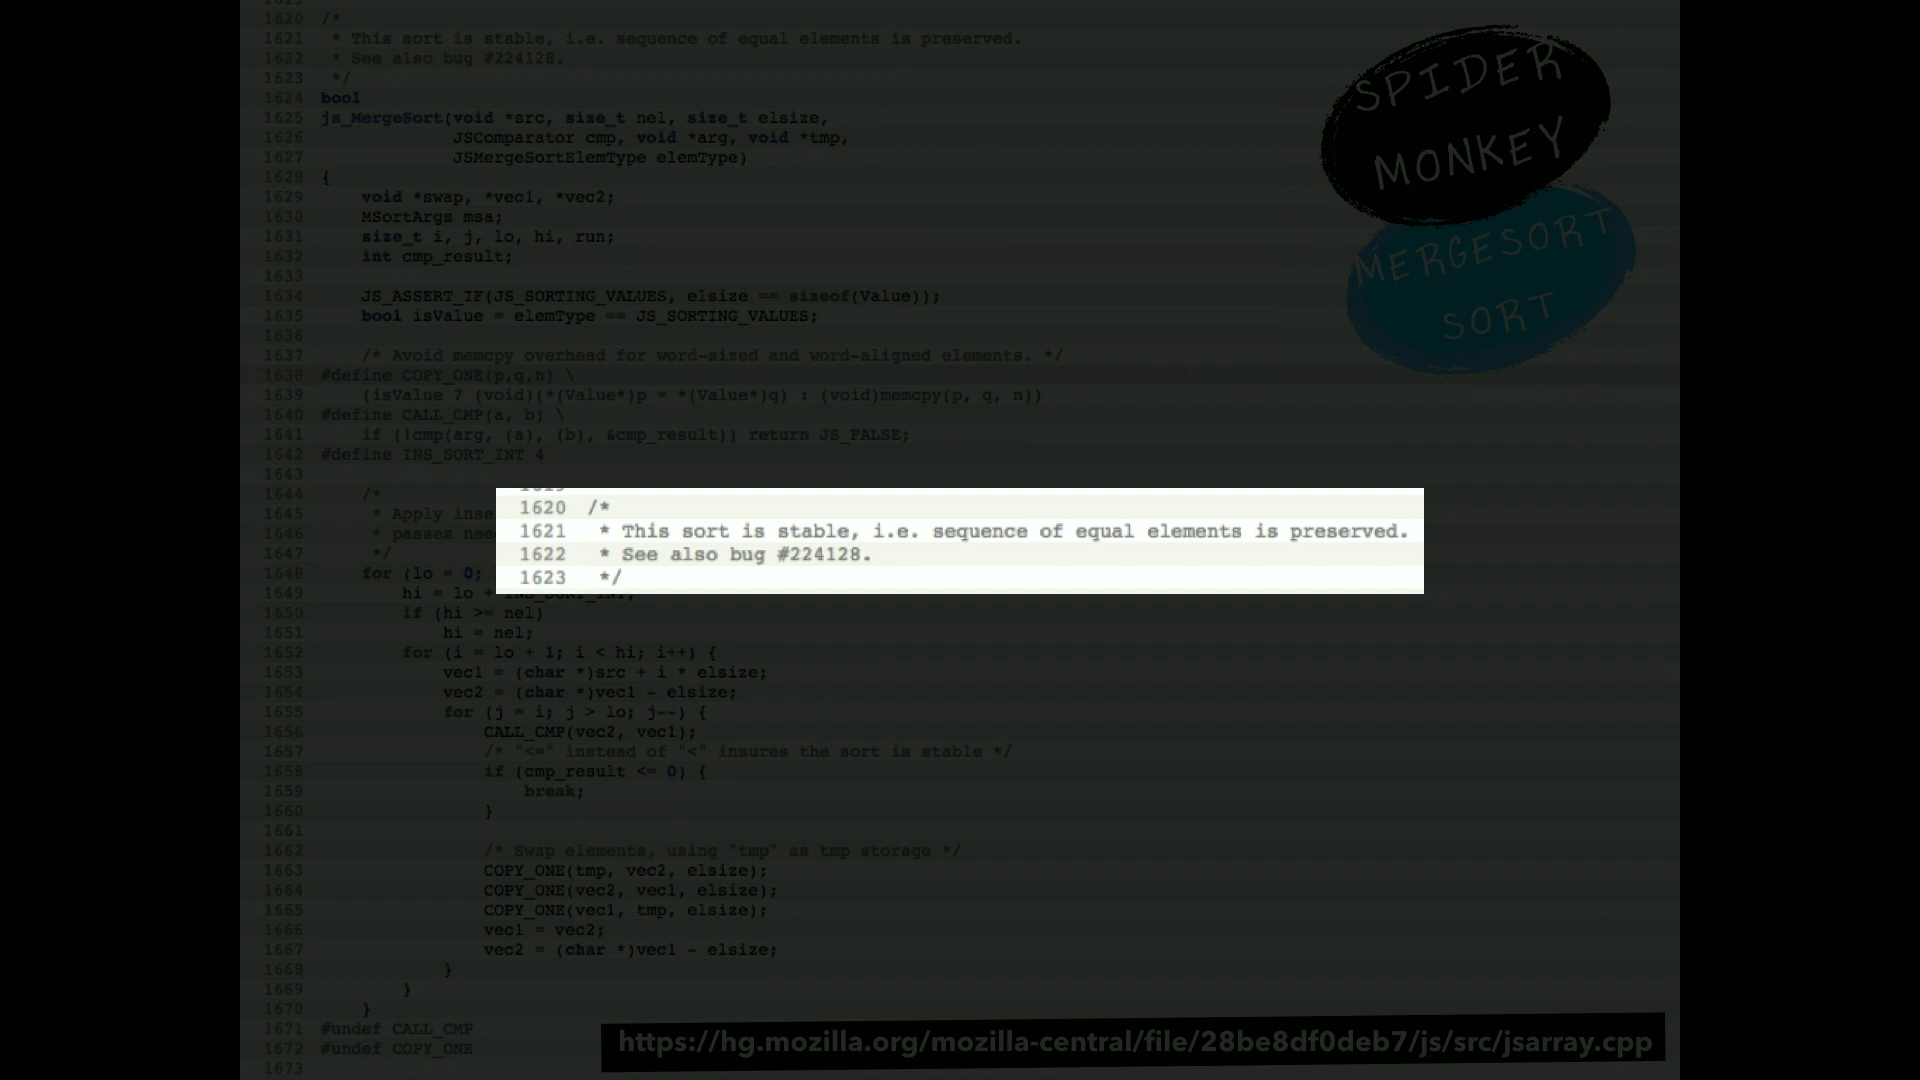 1620 /*
1621 * This sort is stable, i.e. sequence of equal elements is preserved.
1622 * See also bug #224128.
1623 */
1624 bool
1625 js_MergeSort(void *src, size_t nel, size_t elsize,
1626 JSComparator cmp, void *arg, void *tmp,
1627 JSMergeSortElemType elemType)
1628 {
1629 void *swap, *vec1, *vec2;
1630 MSortArgs msa;
1631 size_t i, j, lo, hi, run;
1632 int cmp_result;
1633
1634 JS_ASSERT_IF(JS_SORTING_VALUES, elsize == sizeof(Value));
1635 bool isValue = elemType == JS_SORTING_VALUES;
1636
1637 /* Avoid memcpy overhead for word-sized and word-aligned elements. */
1638 #define COPY_ONE(p,q,n) \
1639 (isValue ? (void)(*(Value*)p = *(Value*)q) : (void)memcpy(p, q, n))
1640 #define CALL_CMP(a, b) \
1641 if (!cmp(arg, (a), (b), &cmp_result)) return JS_FALSE;
1642 #define INS_SORT_INT 4
1643
1644 /*
1645 * Apply
1646 * passes
1647 */
1648 for (lo = 0;
1649 hi = lo + INS_SORT_INT;
1650 if (hi >= nel)
1651 hi = nel;
1652 for (i = lo + 1; i < hi; i++) {
1653 vec1 = (char *)src + i * elsize;
1654 vec2 = (char *)vec1 - elsize;
1655 for (j = i; j > lo; j--) {
1656 CALL_CMP(vec2, vec1);
1657 /* "<=" instead of "<" insures the sort is stable */
1658 if (cmp_result <= 0) {
1659 break;
1660 }
1661
1662 /* Swap elements, using "tmp" as tmp storage */
1663 COPY_ONE(tmp, vec2, elsize);
1664 COPY_ONE(vec2, vec1, elsize);
1665 COPY_ONE(vec1, tmp, elsize);
1666 vec1 = vec2;
1667 vec2 = (char *)vec1 - elsize;
1668 }
1669 }
1670 }
1671 #undef CALL_CMP
1672 #undef COPY_ONE
1673
SPIDER
MONKEY
MERGESORT
SORT
1620 /*
1621 * This sort is stable, i.e. sequence of equal elements is preserved.
1622 * See also bug #224128.
1623 */
https://hg.mozilla.org/mozilla-central/file/28be8df0deb7/js/src/jsarray.cpp